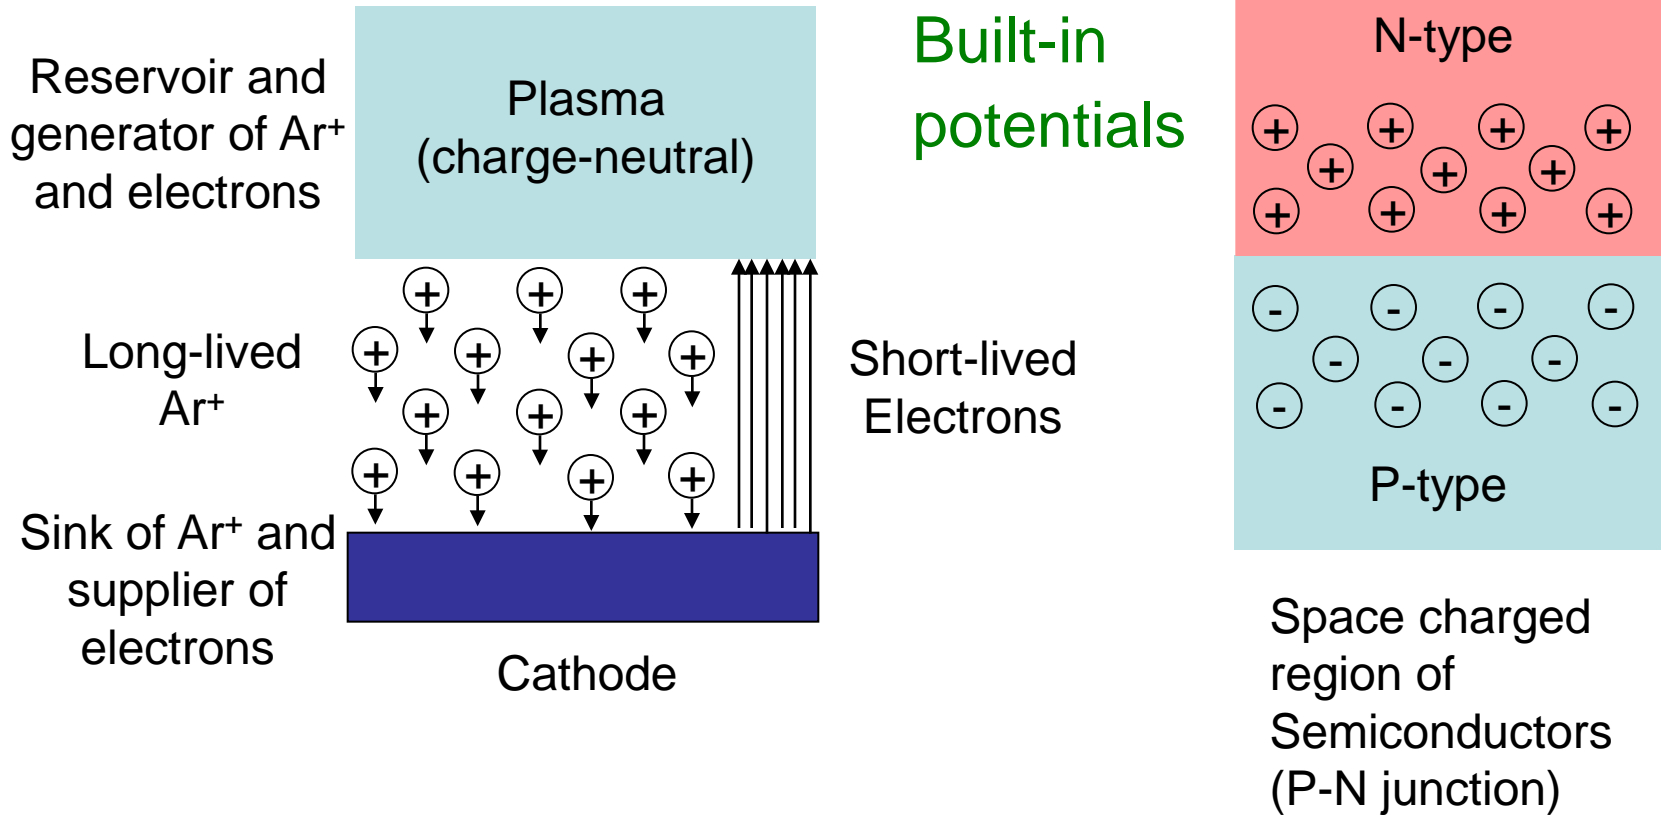 Reservoir and
generator of Ar⁺
and electrons
Plasma
(charge-neutral)
Built-in
potentials
N-type
+ + + +
+ + +
+ + + +
+ + +
+ + + +
+ + +
+ + + +
Long-lived
Ar⁺
Short-lived
Electrons
- - - -
- - -
- - - -
P-type
Sink of Ar⁺ and
supplier of
electrons
Cathode
Space charged
region of
Semiconductors
(P-N junction)